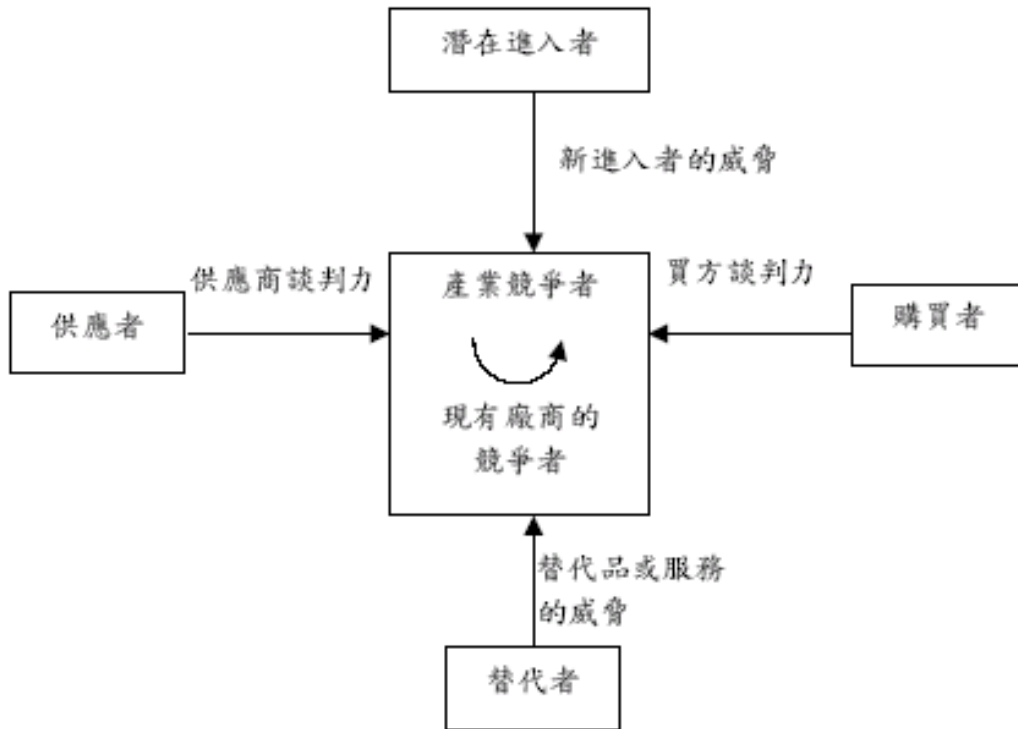 潛在進入者
新進入者的威脅
供應商談判力
買方談判力
供應者
產業競爭者
現有廠商的
競爭者
購買者
替代品或服務
的威脅
替代者